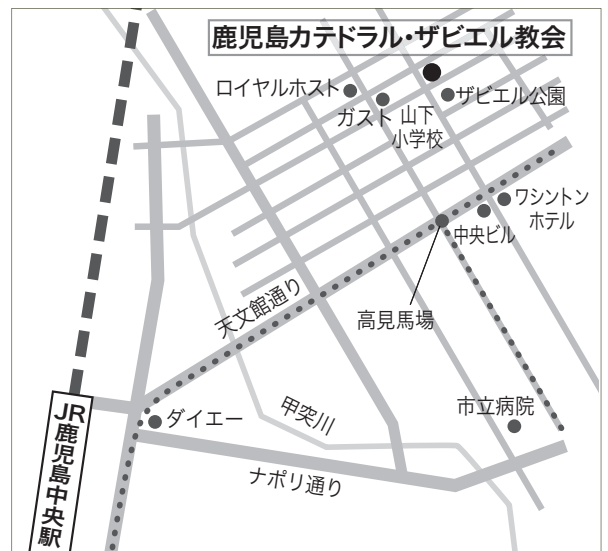 鹿児島カテドラル・ザビエル教会
ロイヤルホスト
ガスト
山下
小学校
ザビエル公園
ワシントン
ホテル
中央ビル
天文館通り
高見馬場
JR鹿児島中央駅
ダイエー
甲突川
市立病院
ナポリ通り